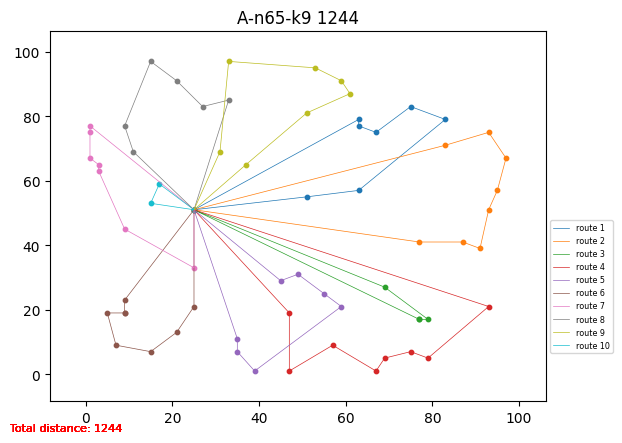 A-n65-k9 1244
100
80
60
40
20
0
0 20 40 60 80 100
route 1
route 2
route 3
route 4
route 5
route 6
route 7
route 8
route 9
route 10
Total distance: 1244